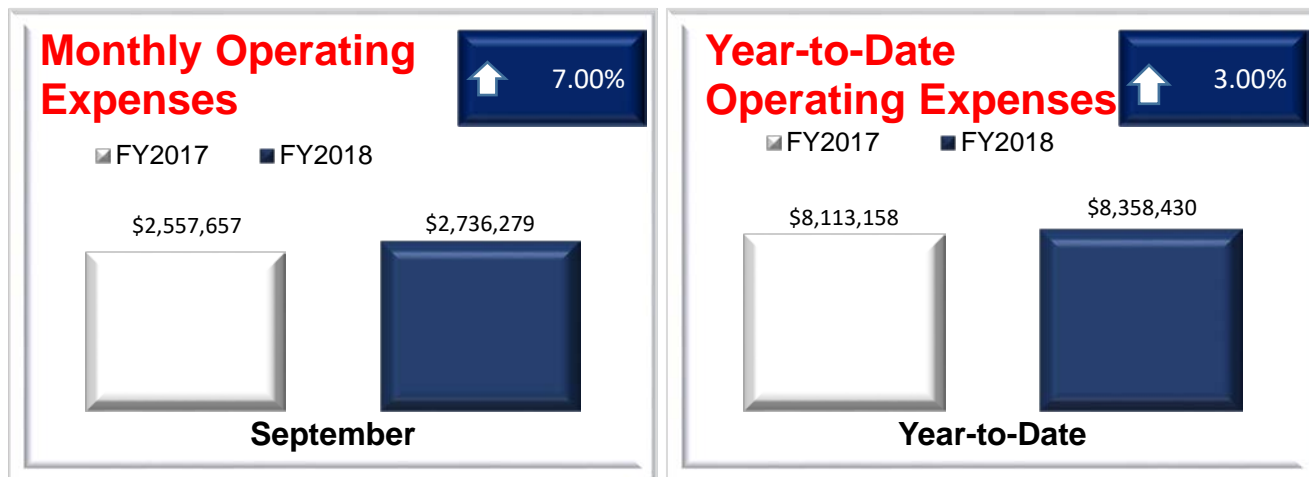 Monthly Operating
Expenses
7.00%
FY2017 FY2018
$2,557,657
$2,736,279
September
Year-to-Date
Operating Expenses
3.00%
FY2017 FY2018
$8,113,158
$8,358,430
Year-to-Date